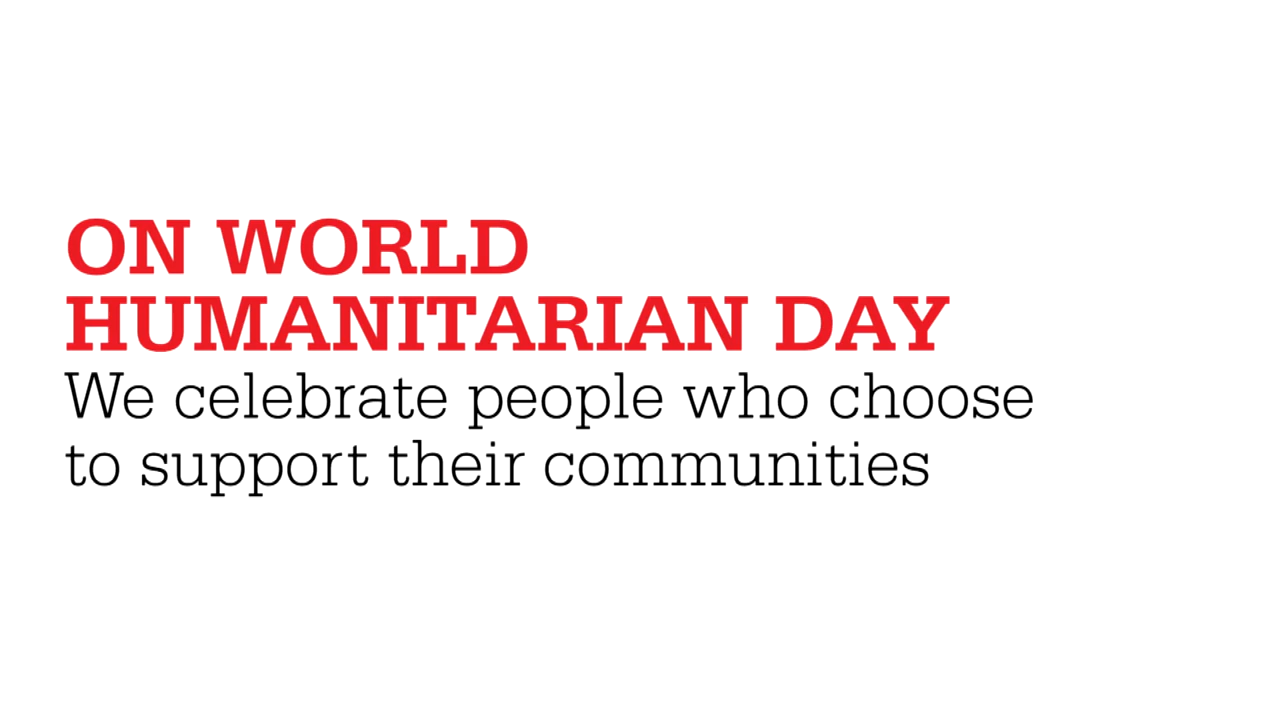 ON WORLD
HUMANITARIAN DAY
We celebrate people who choose
to support their communities